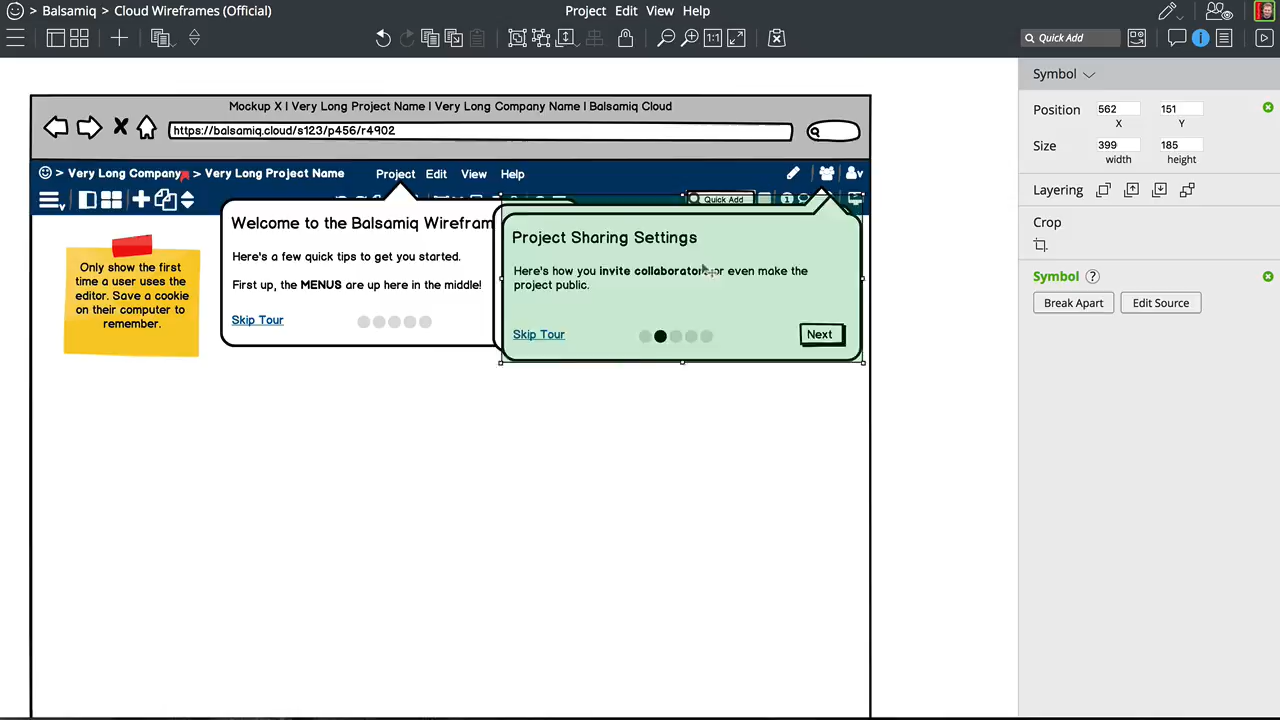 > Balsamiq > Cloud Wireframes (Official)
Project Edit View Help
1:1
Quick Add
Symbol
Position 562 151
X Y
Size 399 185
width height
Layering
Crop
Symbol ?
Break Apart Edit Source
Mockup X | Very Long Project Name | Very Long Company Name | Balsamiq Cloud
https://balsamiq.cloud/s123/p456/r4902
> Very Long Company > Very Long Project Name
Project Edit View Help
Quick Add
Only show the first
time a user uses the
editor. Save a cookie
on their computer to
remember.
Welcome to the Balsamiq Wirefram
Here's a few quick tips to get you started.
First up, the MENUS are up here in the middle!
Skip Tour
Project Sharing Settings
Here's how you invite collaborators or even make the
project public.
Skip Tour
Next